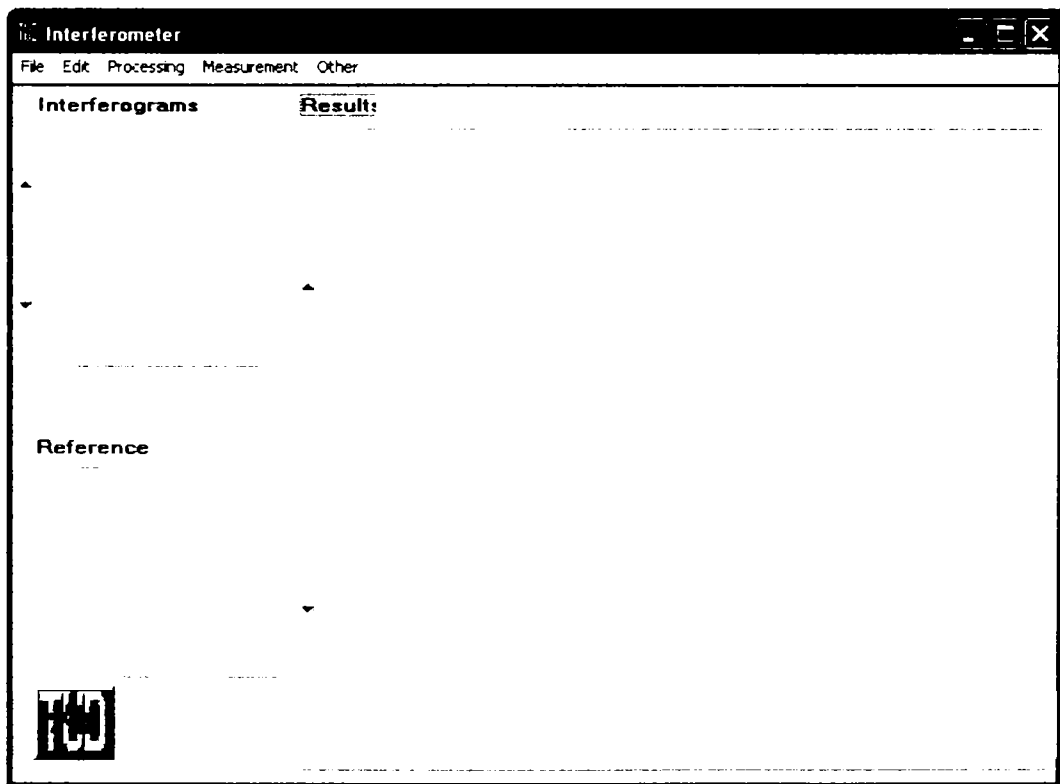 Interferometer
File Edit Processing Measurement Other
Interferograms Results
Reference